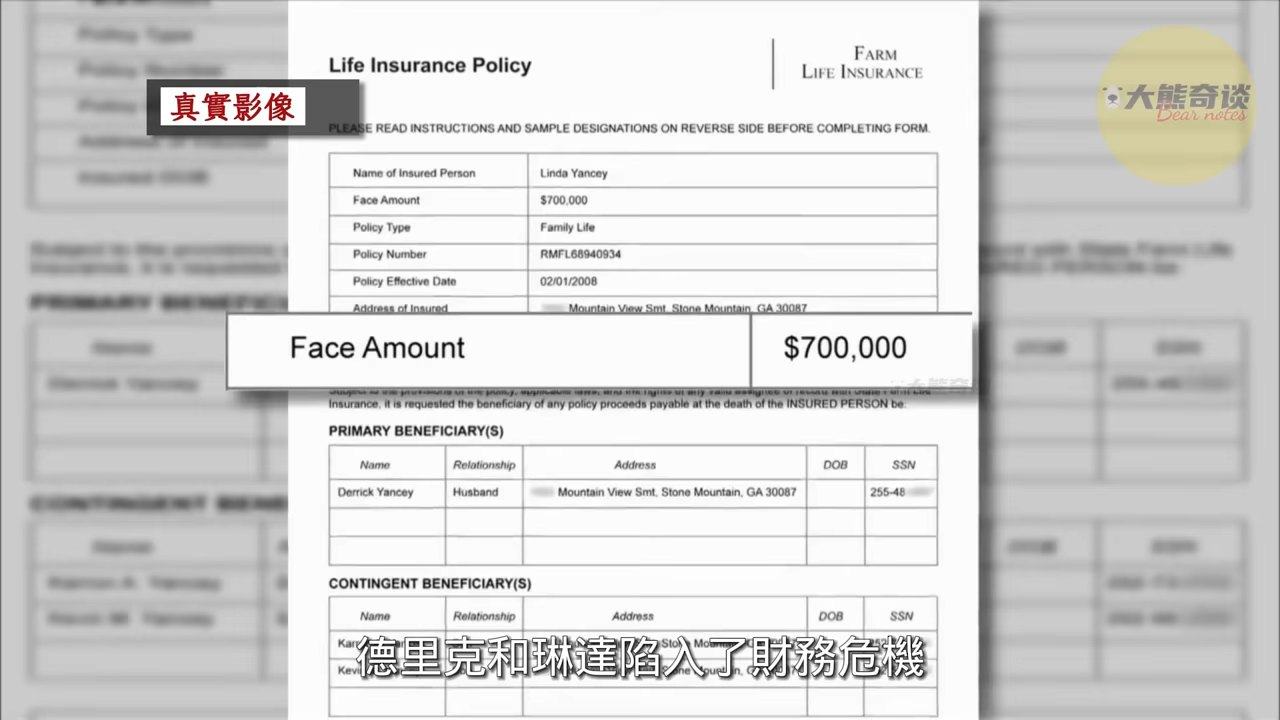 Life Insurance Policy
FARM
LIFE INSURANCE
真實影像
大熊奇谈
Bear notes
PLEASE READ INSTRUCTIONS AND SAMPLE DESIGNATIONS ON REVERSE SIDE BEFORE COMPLETING FORM.
Name of Insured Person Linda Yancey
Face Amount $700,000
Policy Type Family Life
Policy Number RMFL68940934
Policy Effective Date 02/01/2008
Address of Insured Mountain View Smt, Stone Mountain, GA 30087
Face Amount $700,000
Insurance, it is requested the beneficiary of any policy proceeds payable at the death of the INSURED PERSON be:
PRIMARY BENEFICIARY(S)
Name Relationship Address DOB SSN
Derrick Yancey Husband Mountain View Smt, Stone Mountain, GA 30087 255-48
CONTINGENT BENEFICIARY(S)
Name Relationship Address DOB SSN
德里克和琳達陷入了財務危機